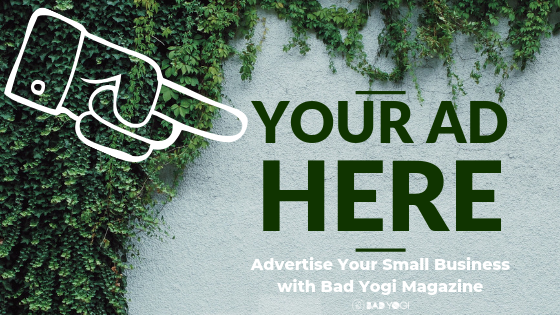 YOUR AD
HERE
Advertise Your Small Business
with Bad Yogi Magazine
BAD YOGI